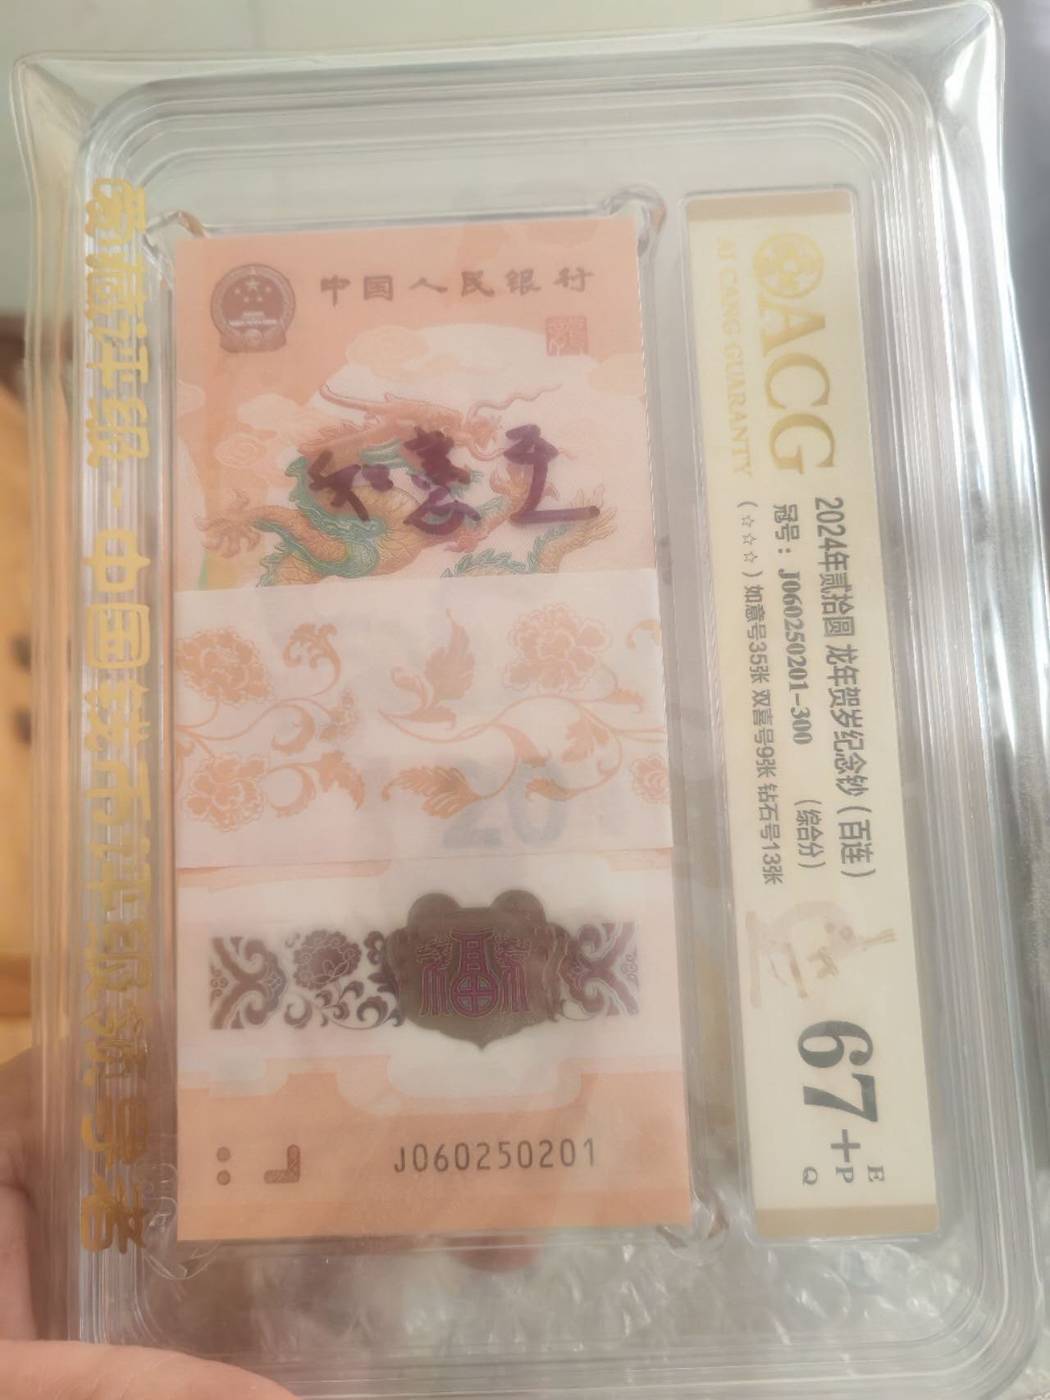 中国人民银行
福
J060250201
20
ACG
AI CANG GUARANTY
2024年贰拾圆 龙年贺岁纪念钞（百连）
冠号：J060250201-300 （综合分）
（☆☆☆）如意号35张 双喜号9张 钻石号13张
67+
E
P
Q
爱藏评级-中国钱币评级领导者